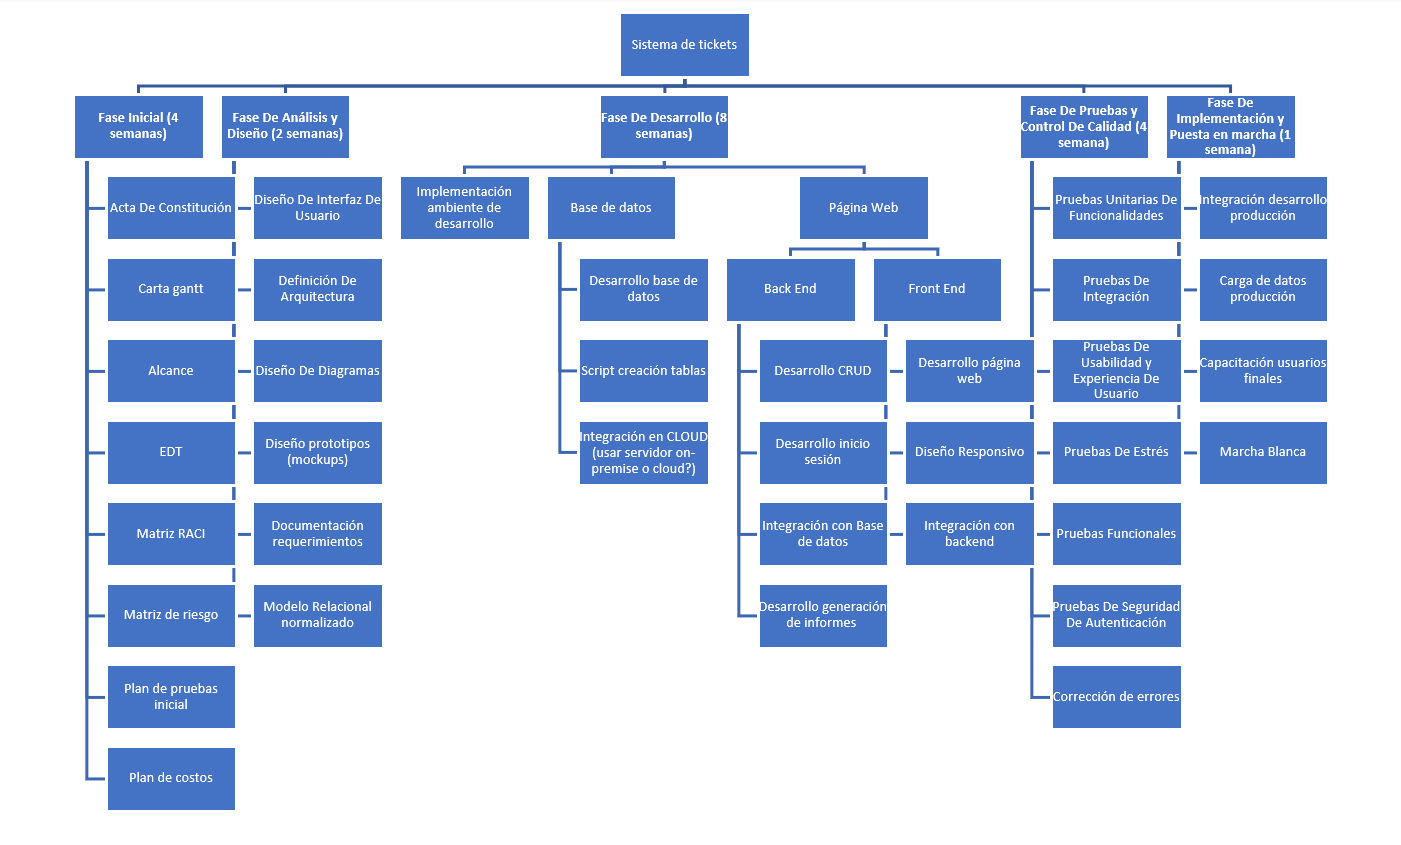 Sistema de tickets
Fase Inicial (4
semanas)
Fase De Análisis y
Diseño (2 semanas)
Fase De Desarrollo (8
semanas)
Fase De Pruebas y
Control De Calidad (4
semana)
Fase De
Implementación y
Puesta en marcha (1
semana)
Acta De Constitución
Carta gantt
Alcance
EDT
Matriz RACI
Matriz de riesgo
Plan de pruebas
inicial
Plan de costos
Diseño De Interfaz De
Usuario
Definición De
Arquitectura
Diseño De Diagramas
Diseño prototipos
(mockups)
Documentación
requerimientos
Modelo Relacional
normalizado
Implementación
ambiente de
desarrollo
Base de datos
Desarrollo base de
datos
Script creación tablas
Integración en CLOUD
(usar servidor on-
premise o cloud?)
Página Web
Back End
Desarrollo CRUD
Desarrollo inicio
sesión
Integración con Base
de datos
Desarrollo generación
de informes
Front End
Desarrollo página
web
Diseño Responsivo
Integración con
backend
Pruebas Unitarias De
Funcionalidades
Pruebas De
Integración
Pruebas De
Usabilidad y
Experiencia De
Usuario
Pruebas De Estrés
Pruebas Funcionales
Pruebas De Seguridad
De Autenticación
Corrección de errores
Integración desarrollo
producción
Carga de datos
producción
Capacitación usuarios
finales
Marcha Blanca